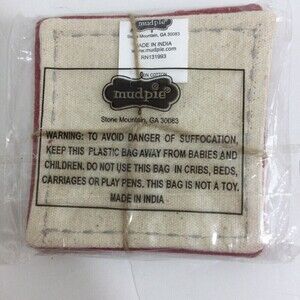 mudpie
Stone Mountain, GA 30083
MADE IN INDIA
www.mudpie.com
RN131993
COTTON
mudpie®
Stone Mountain, GA 30083
WARNING: TO AVOID DANGER OF SUFFOCATION,
KEEP THIS PLASTIC BAG AWAY FROM BABIES AND
CHILDREN. DO NOT USE THIS BAG IN CRIBS, BEDS,
CARRIAGES OR PLAY PENS. THIS BAG IS NOT A TOY.
MADE IN INDIA